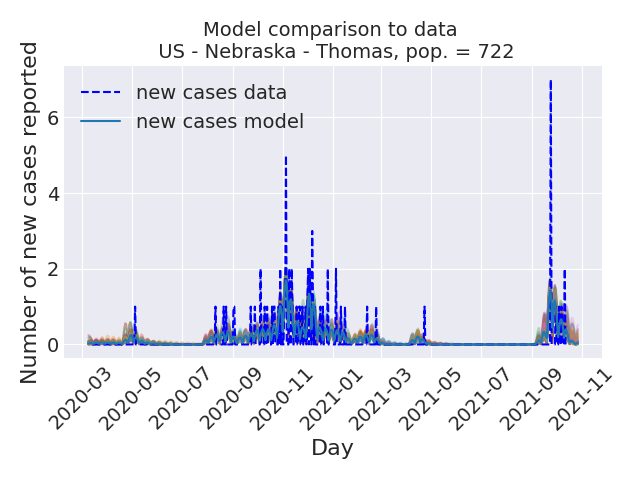 Model comparison to data
US - Nebraska - Thomas, pop. = 722
Number of new cases reported
new cases data
new cases model
6
4
2
0
2020-03
2020-05
2020-07
2020-09
2020-11
2021-01
2021-03
2021-05
2021-07
2021-09
2021-11
Day